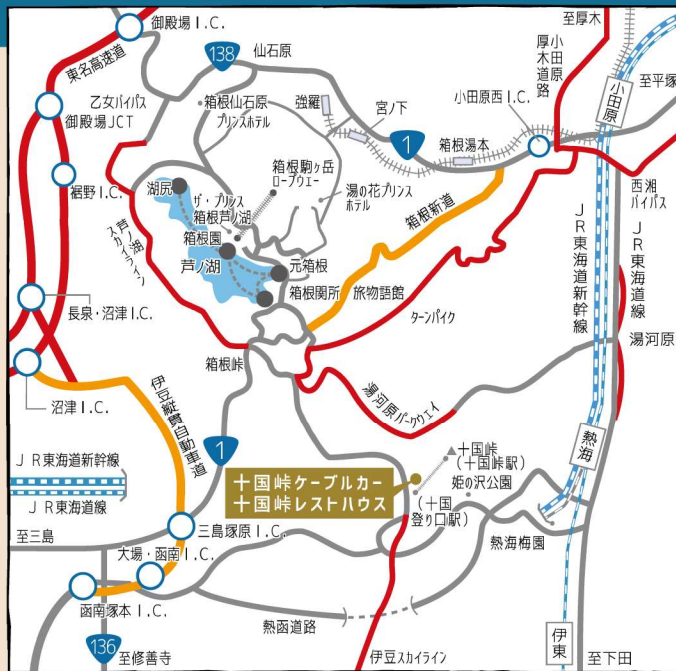 御殿場I.C.
東名高速道
138
仙石原
至厚木
小田原
厚木道路
至平塚
乙女バイパス
御殿場JCT
箱根仙石原
プリンスホテル
強羅
宮ノ下
小田原西I.C.
小田原
1
箱根湯本
裾野I.C.
湖尻
ザ・プリンス
箱根芦ノ湖
箱根駒ヶ岳
ロープウェー
湯の花プリンス
ホテル
箱根新道
西湘
バイパス
芦ノ湖
スカイライン
箱根園
芦ノ湖
元箱根
箱根関所
旅物語館
ターンパイク
JR東海道新幹線
JR東海道線
長泉・沼津I.C.
湯河原
箱根峠
湯河原パークウェイ
沼津I.C.
伊豆縦貫自動車道
1
熱海
JR東海道新幹線
JR東海道線
十国峠ケーブルカー
十国峠レストハウス
十国峠
(十国峠駅)
姫の沢公園
(十国
登り口駅)
至三島
三島塚原I.C.
熱海梅園
大場・函南I.C.
函南塚本I.C.
熱函道路
136
至修善寺
伊豆スカイライン
伊東
至下田